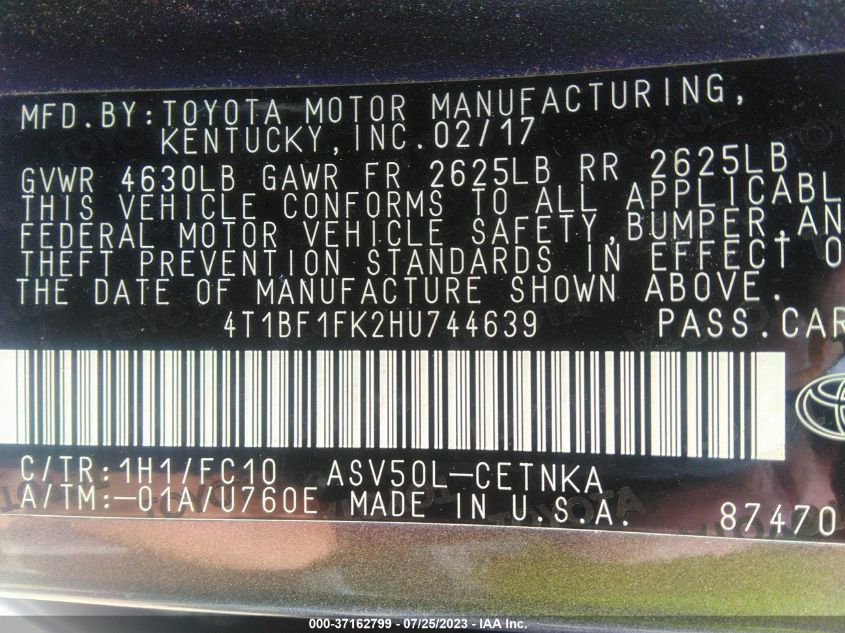 MFD.BY:TOYOTA MOTOR MANUFACTURING,
KENTUCKY,INC.02/17
GVWR 4630LB GAWR FR 2625LB RR 2625LB
THIS VEHICLE CONFORMS TO ALL APPLICABL
FEDERAL MOTOR VEHICLE SAFETY,BUMPER,AN
THEFT PREVENTION STANDARDS IN EFFECT O
THE DATE OF MANUFACTURE SHOWN ABOVE.
4T1BF1FK2HU744639 PASS.CAR
C/TR:1H1/FC10 ASV50L-CETNKA
A/TM:-01A/U760E MADE IN U.S.A. 87470
000-37162799 - 07/25/2023 - IAA Inc.